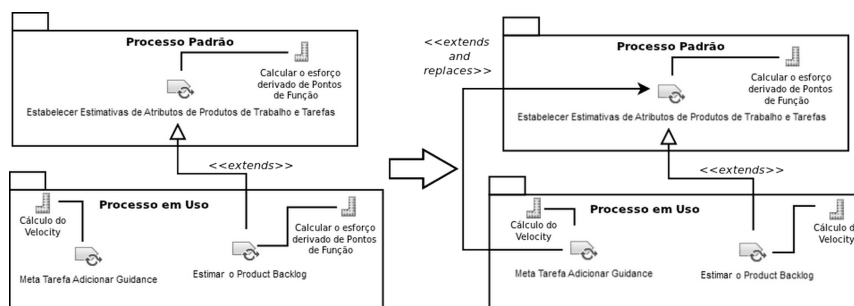 Processo Padrão
Calcular o esforço
derivado de Pontos
de Função
Estabelecer Estimativas de Atributos de Produtos de Trabalho e Tarefas
<<extends>>
Processo em Uso
Cálculo do
Velocity
Calcular o esforço
derivado de Pontos
de Função
Meta Tarefa Adicionar Guidance
Estimar o Product Backlog
<<extends
and
replaces>>
Processo Padrão
Calcular o esforço
derivado de Pontos
de Função
Estabelecer Estimativas de Atributos de Produtos de Trabalho e Tarefas
<<extends>>
Processo em Uso
Cálculo do
Velocity
Cálculo d
Velocity
Meta Tarefa Adicionar Guidance
Estimar o Product Backlog